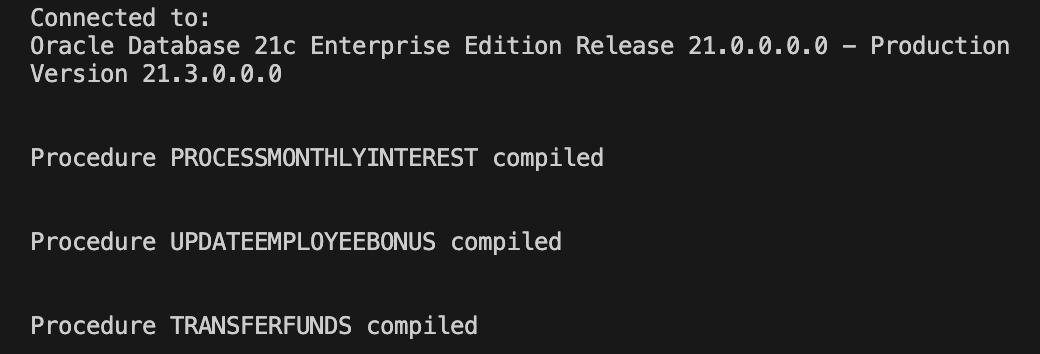 Connected to:
Oracle Database 21c Enterprise Edition Release 21.0.0.0.0 – Production
Version 21.3.0.0.0
Procedure PROCESSMONTHLYINTEREST compiled
Procedure UPDATEEMPLOYEEBONUS compiled
Procedure TRANSFERFUNDS compiled